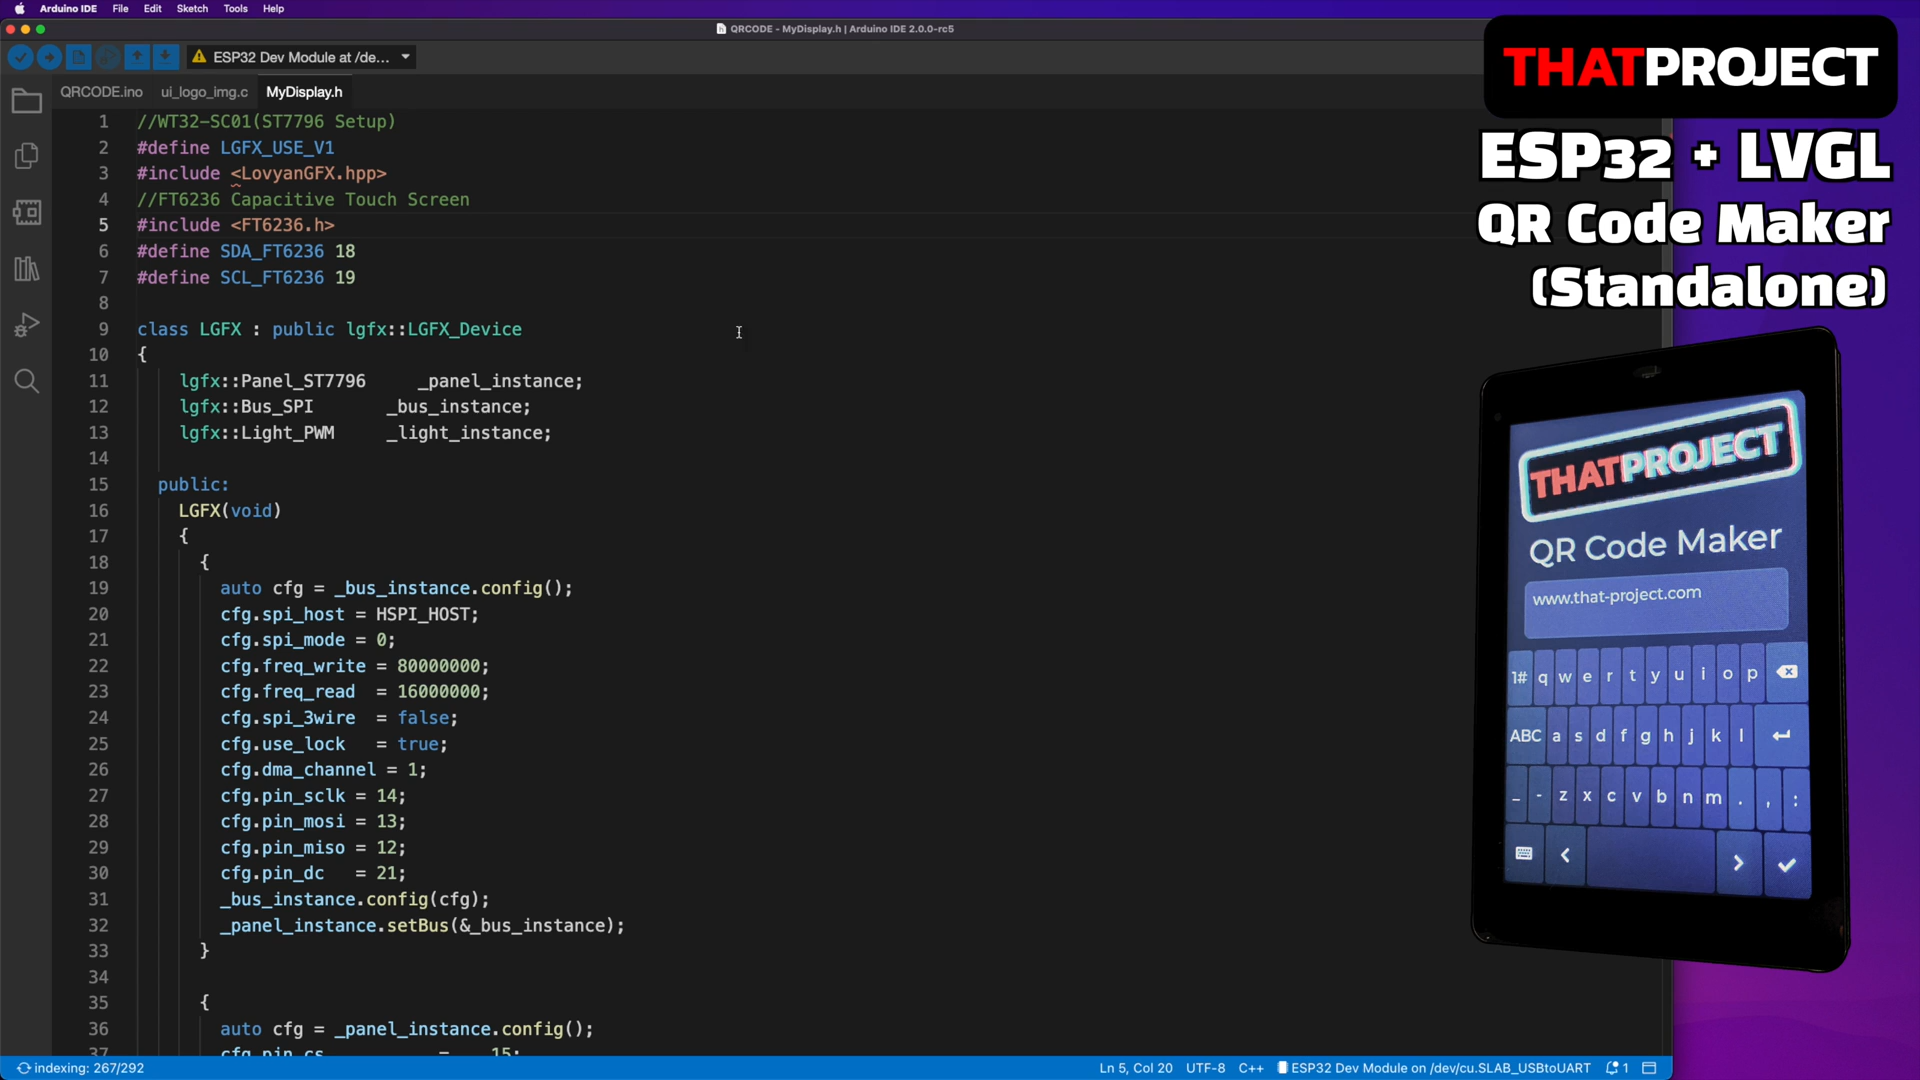 Arduino IDE File Edit Sketch Tools Help
QRCODE - MyDisplay.h | Arduino IDE 2.0.0-rc5
ESP32 Dev Module at /de...
QRCODE.ino ui_logo_img.c MyDisplay.h
1 //WT32-SC01(ST7796 Setup)
2 #define LGFX_USE_V1
3 #include <LovyanGFX.hpp>
4 //FT6236 Capacitive Touch Screen
5 #include <FT6236.h>
6 #define SDA_FT6236 18
7 #define SCL_FT6236 19
8
9 class LGFX : public lgfx::LGFX_Device
10 {
11 lgfx::Panel_ST7796 _panel_instance;
12 lgfx::Bus_SPI _bus_instance;
13 lgfx::Light_PWM _light_instance;
14
15 public:
16 LGFX(void)
17 {
18 {
19 auto cfg = _bus_instance.config();
20 cfg.spi_host = HSPI_HOST;
21 cfg.spi_mode = 0;
22 cfg.freq_write = 80000000;
23 cfg.freq_read = 16000000;
24 cfg.spi_3wire = false;
25 cfg.use_lock = true;
26 cfg.dma_channel = 1;
27 cfg.pin_sclk = 14;
28 cfg.pin_mosi = 13;
29 cfg.pin_miso = 12;
30 cfg.pin_dc = 21;
31 _bus_instance.config(cfg);
32 _panel_instance.setBus(&_bus_instance);
33 }
34
35 {
36 auto cfg = _panel_instance.config();
37 cfg.pin_cs = 15;
indexing: 267/292
Ln 5, Col 20 UTF-8 C++ ESP32 Dev Module on /dev/cu.SLAB_USBtoUART 1
THATPROJECT
ESP32 + LVGL
QR Code Maker
(Standalone)
THATPROJECT
QR Code Maker
www.that-project.com
1# q w e r t y u i o p
ABC a s d f g h j k l
_ - z x c v b n m . , :